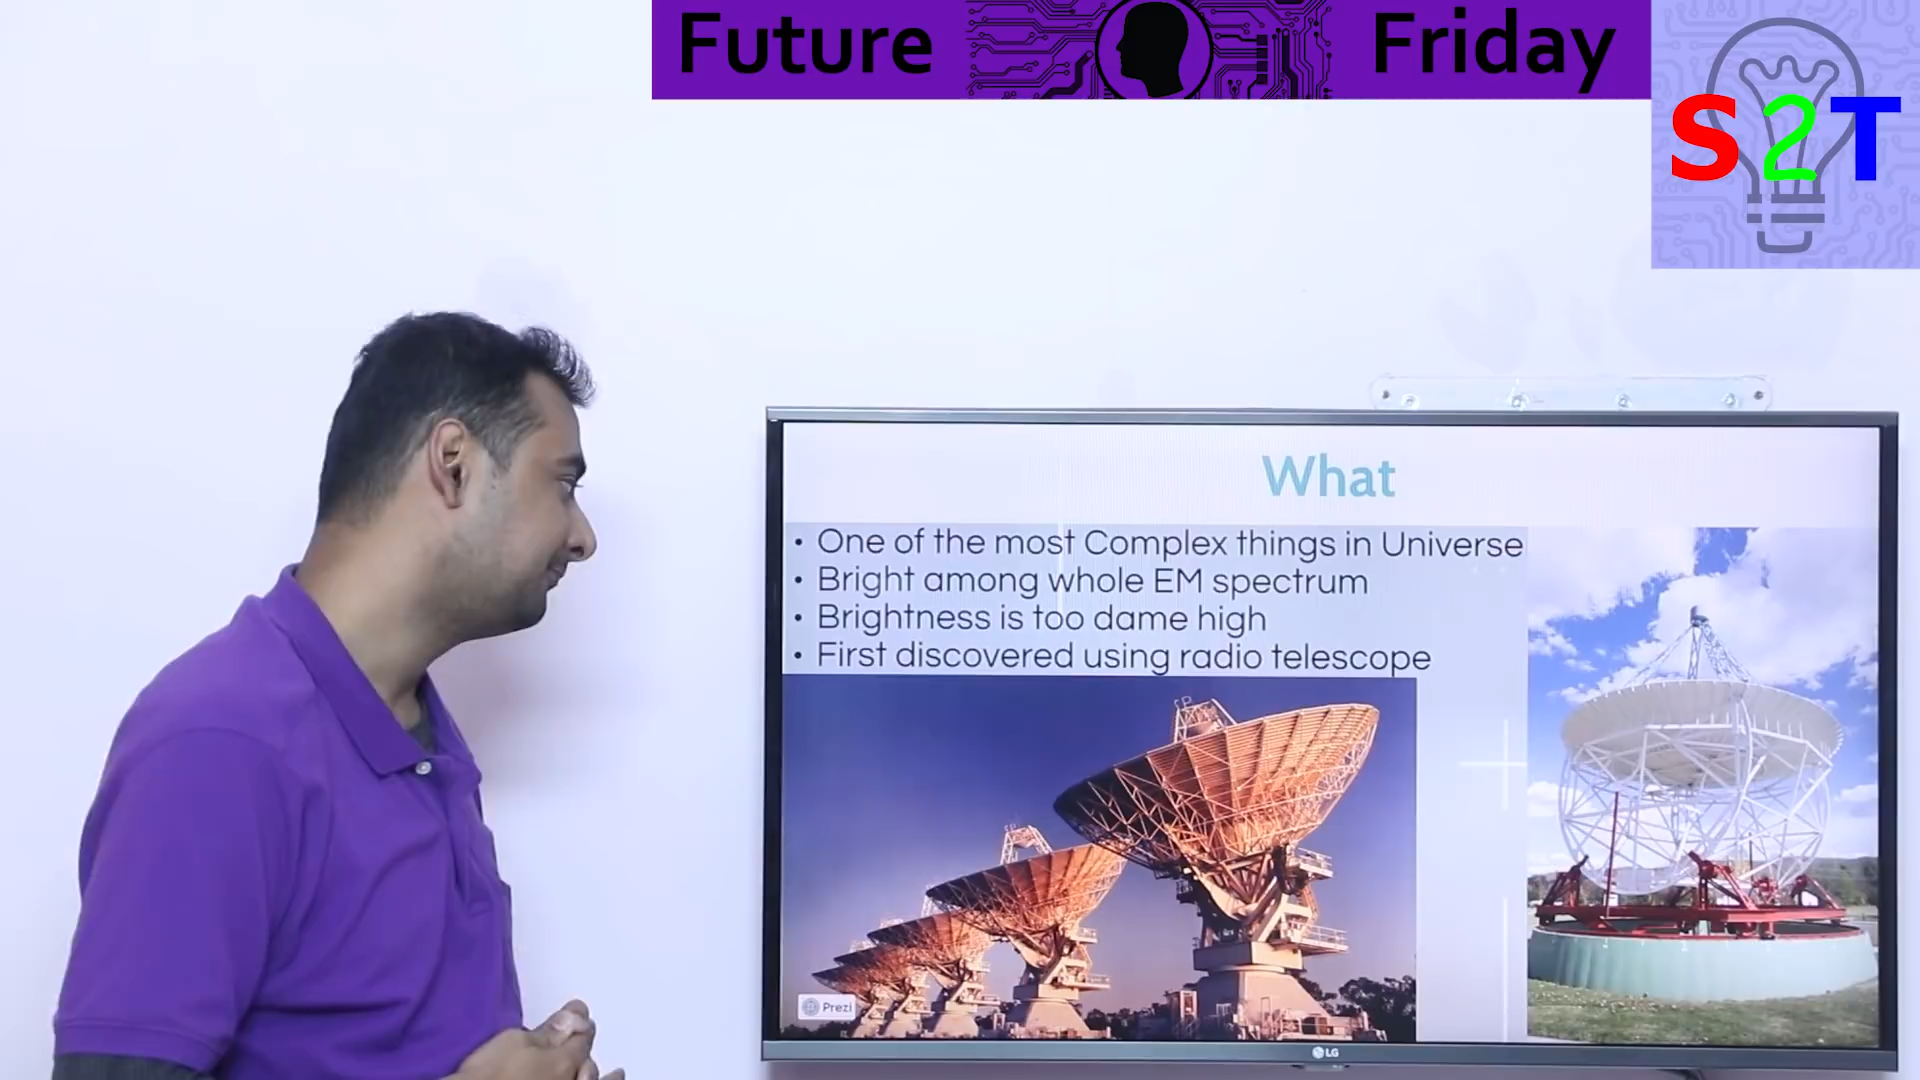 Future Friday
S2T
What
• One of the most Complex things in Universe
• Bright among whole EM spectrum
• Brightness is too dame high
• First discovered using radio telescope
Prezi
LG